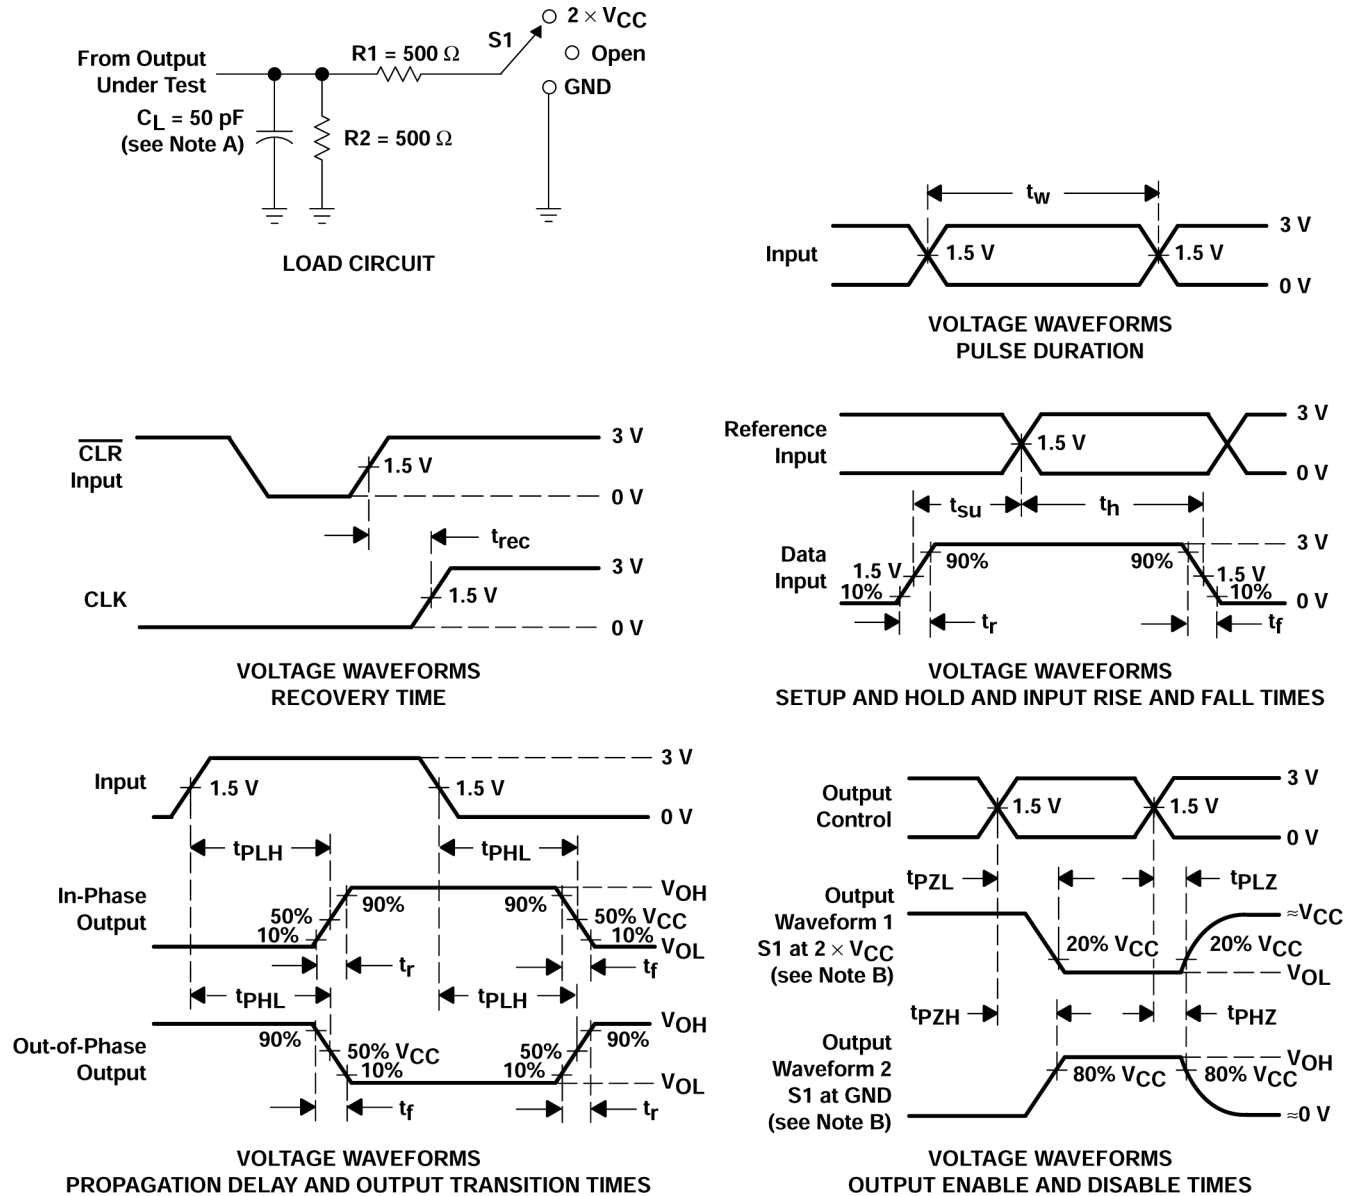 2 × VCC
S1
Open
GND
From Output
Under Test
R1 = 500 Ω
CL = 50 pF
(see Note A)
R2 = 500 Ω
LOAD CIRCUIT
tw
Input
3 V
1.5 V
1.5 V
0 V
VOLTAGE WAVEFORMS
PULSE DURATION
CLR
Input
3 V
1.5 V
0 V
trec
CLK
3 V
1.5 V
0 V
VOLTAGE WAVEFORMS
RECOVERY TIME
Reference
Input
3 V
1.5 V
0 V
tsu
th
Data
Input
3 V
90%
90%
1.5 V
1.5 V
10%
10%
0 V
tr
tf
VOLTAGE WAVEFORMS
SETUP AND HOLD AND INPUT RISE AND FALL TIMES
Input
3 V
1.5 V
1.5 V
0 V
tPLH
tPHL
In-Phase
Output
VOH
90%
90%
50%
50% VCC
10%
10%
VOL
tr
tf
tPHL
tPLH
Out-of-Phase
Output
VOH
90%
90%
50% VCC
50%
10%
10%
VOL
tf
tr
VOLTAGE WAVEFORMS
PROPAGATION DELAY AND OUTPUT TRANSITION TIMES
Output
Control
3 V
1.5 V
1.5 V
0 V
tPZL
tPLZ
Output
Waveform 1
S1 at 2 × VCC
(see Note B)
≈VCC
20% VCC
20% VCC
VOL
tPZH
tPHZ
Output
Waveform 2
S1 at GND
(see Note B)
VOH
80% VCC
80% VCC
≈0 V
VOLTAGE WAVEFORMS
OUTPUT ENABLE AND DISABLE TIMES